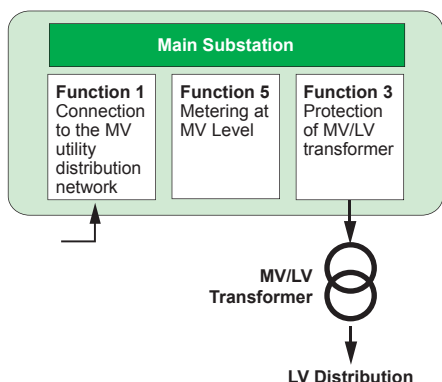 Main Substation
Function 1
Connection
to the MV
utility
distribution
network
Function 5
Metering at
MV Level
Function 3
Protection
of MV/LV
transformer
MV/LV
Transformer
LV Distribution